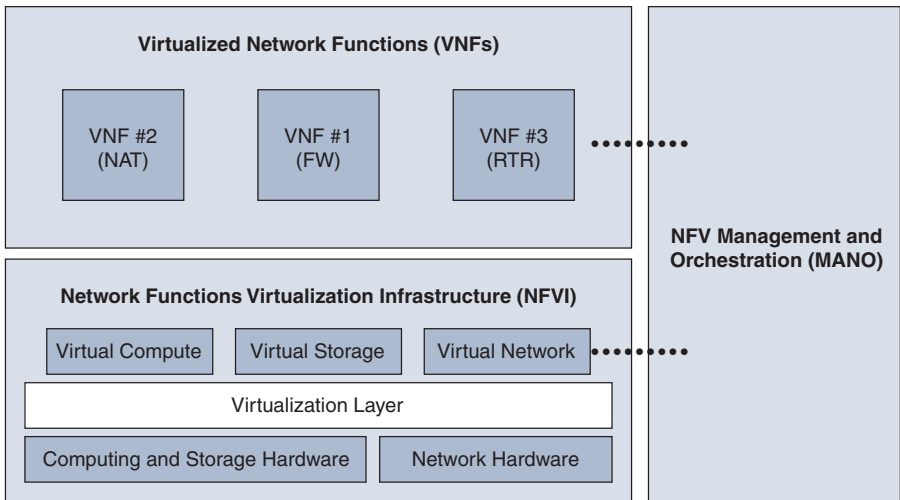 Virtualized Network Functions (VNFs)
VNF #2
(NAT)
VNF #1
(FW)
VNF #3
(RTR)
NFV Management and
Orchestration (MANO)
Network Functions Virtualization Infrastructure (NFVI)
Virtual Compute
Virtual Storage
Virtual Network
Virtualization Layer
Computing and Storage Hardware
Network Hardware